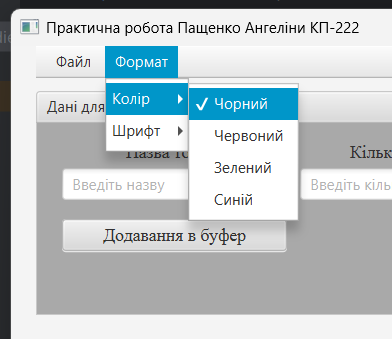 Практична робота Пащенко Ангеліни КП-222
Файл Формат
Дані для
Колір
Шрифт
Чорний
Червоний
Зелений
Синій
Назва
Кільк
Введіть назву
Введіть кіль
Додавання в буфер